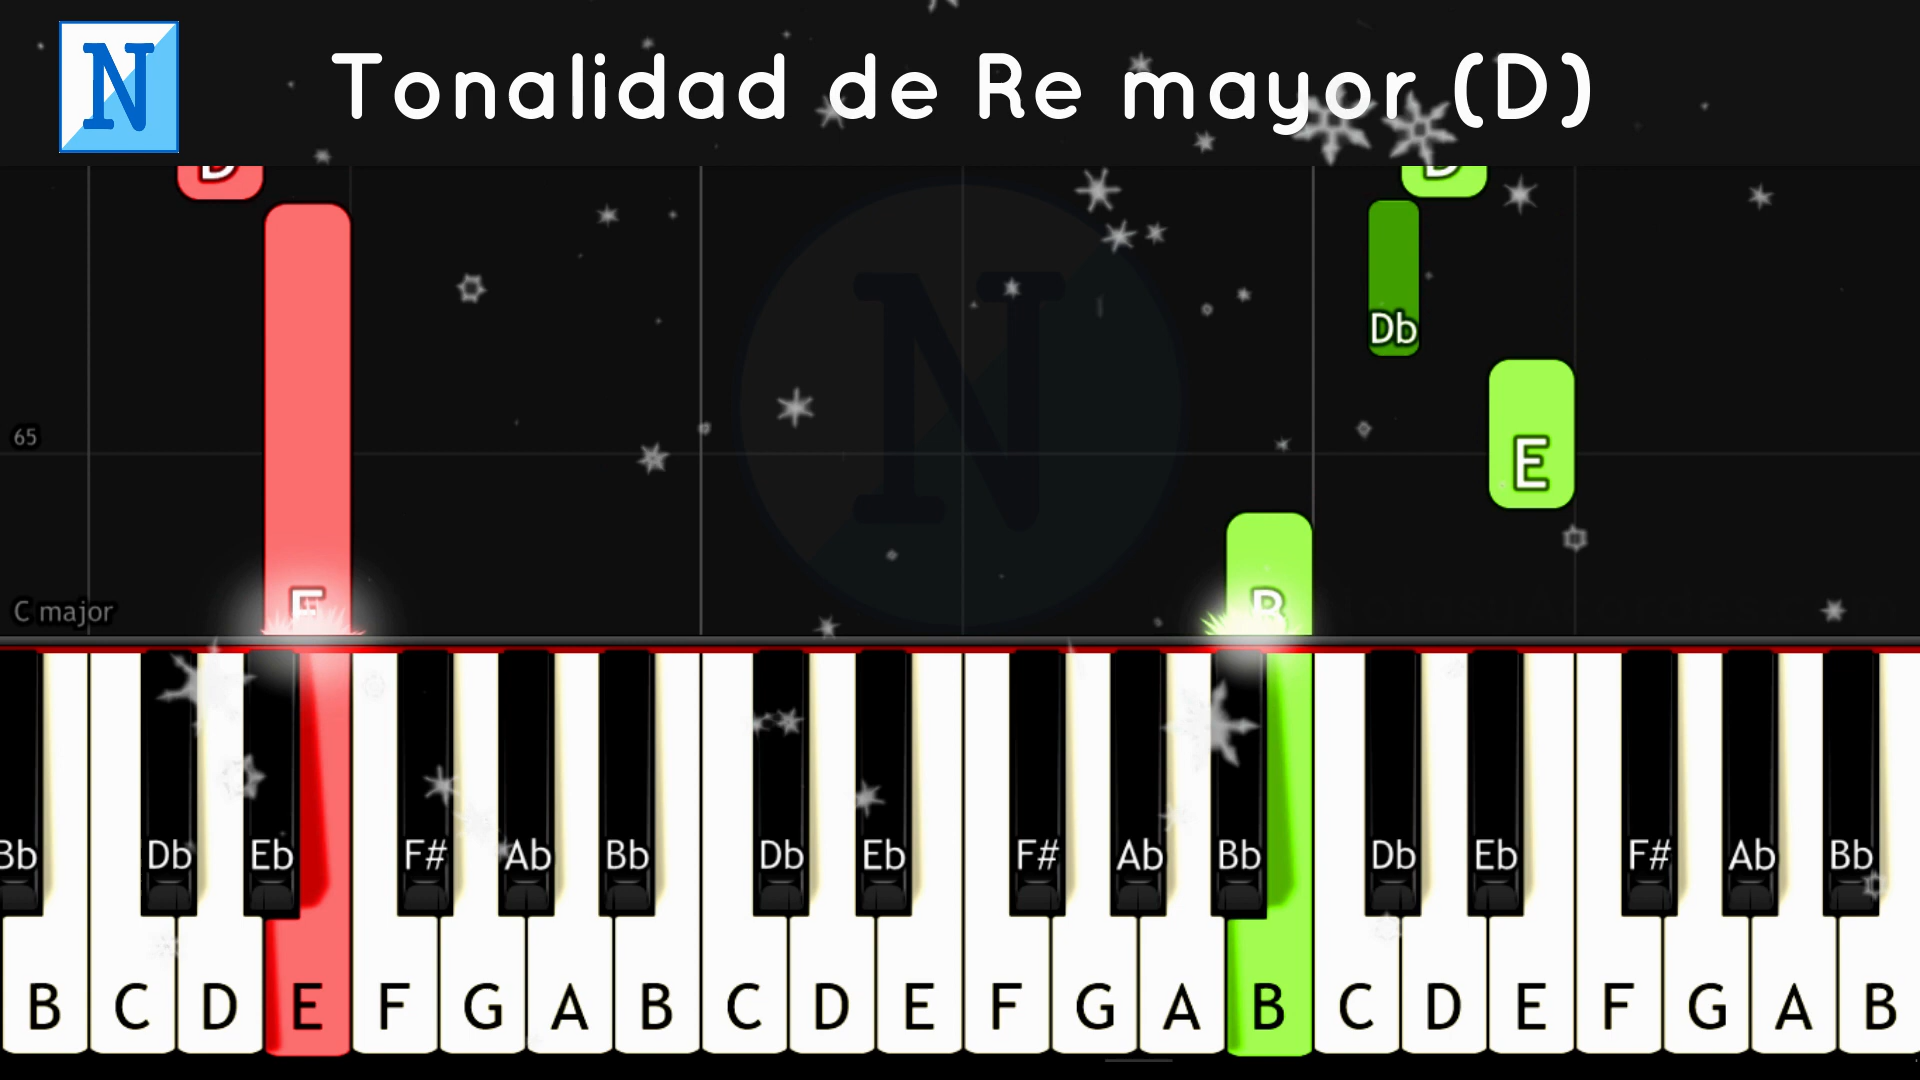 N Tonalidad de Re mayor (D)
D D
Db
65
E
C major E B
Bb Db Eb F# Ab Bb Db Eb F# Ab Bb Db Eb F# Ab Bb
B C D E F G A B C D E F G A B C D E F G A B